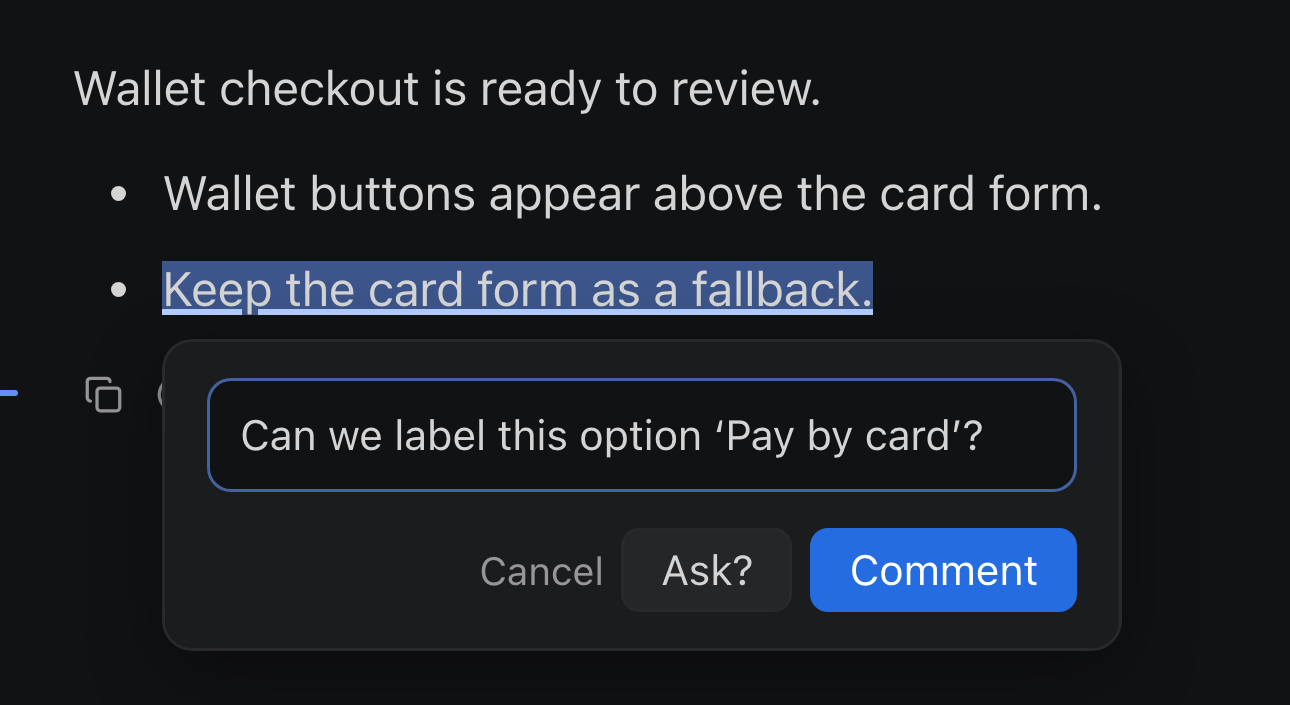 Wallet checkout is ready to review.
• Wallet buttons appear above the card form.
• Keep the card form as a fallback.
Can we label this option ‘Pay by card’?
Cancel
Ask?
Comment